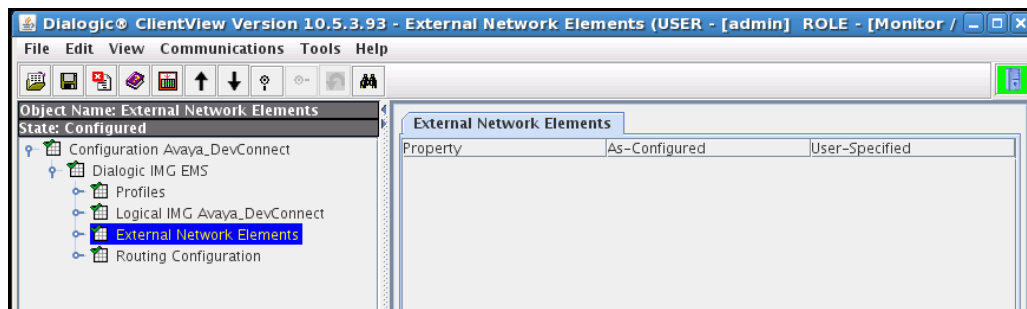 Dialogic® ClientView Version 10.5.3.93 - External Network Elements (USER - [admin] ROLE - [Monitor /
File Edit View Communications Tools Help
Object Name: External Network Elements
State: Configured
Configuration Avaya_DevConnect
Dialogic IMG EMS
Profiles
Logical IMG Avaya_DevConnect
External Network Elements
Routing Configuration
External Network Elements
Property As-Configured User-Specified